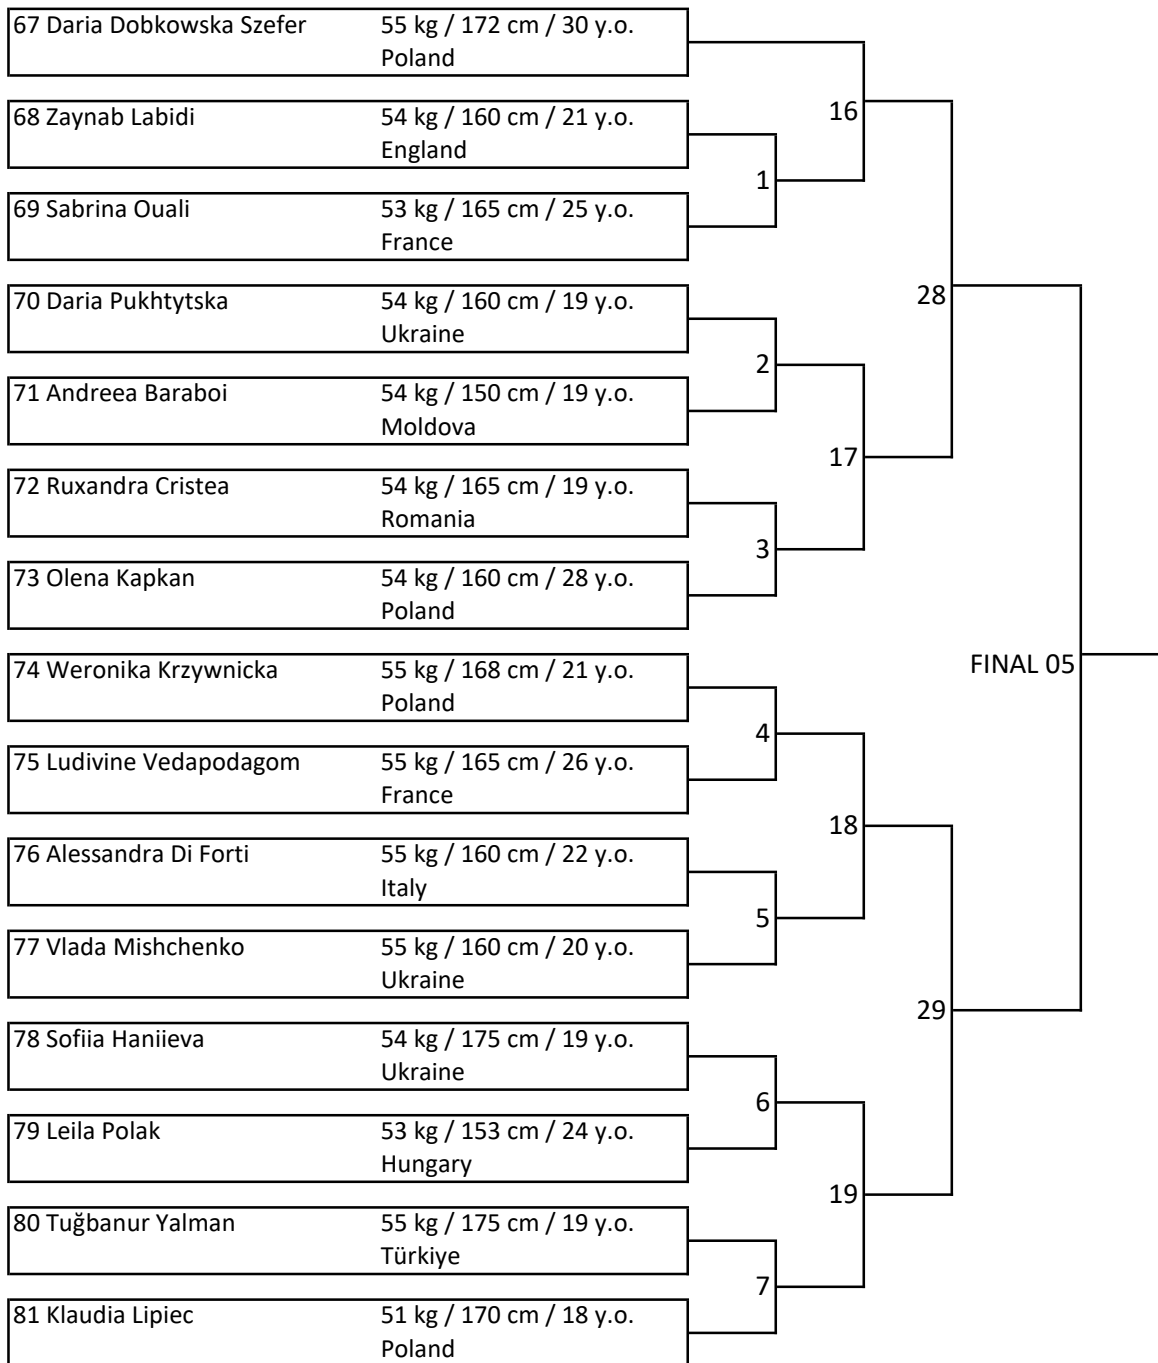 67 Daria Dobkowska Szefer 55 kg / 172 cm / 30 y.o.
Poland
16
68 Zaynab Labidi 54 kg / 160 cm / 21 y.o.
England
1
69 Sabrina Ouali 53 kg / 165 cm / 25 y.o.
France
28
70 Daria Pukhtytska 54 kg / 160 cm / 19 y.o.
Ukraine
2
71 Andreea Baraboi 54 kg / 150 cm / 19 y.o.
Moldova
17
72 Ruxandra Cristea 54 kg / 165 cm / 19 y.o.
Romania
3
73 Olena Kapkan 54 kg / 160 cm / 28 y.o.
Poland
FINAL 05
74 Weronika Krzywnicka 55 kg / 168 cm / 21 y.o.
Poland
4
75 Ludivine Vedapodagom 55 kg / 165 cm / 26 y.o.
France
18
76 Alessandra Di Forti 55 kg / 160 cm / 22 y.o.
Italy
5
77 Vlada Mishchenko 55 kg / 160 cm / 20 y.o.
Ukraine
29
78 Sofiia Haniieva 54 kg / 175 cm / 19 y.o.
Ukraine
6
79 Leila Polak 53 kg / 153 cm / 24 y.o.
Hungary
19
80 Tuğbanur Yalman 55 kg / 175 cm / 19 y.o.
Türkiye
7
81 Klaudia Lipiec 51 kg / 170 cm / 18 y.o.
Poland